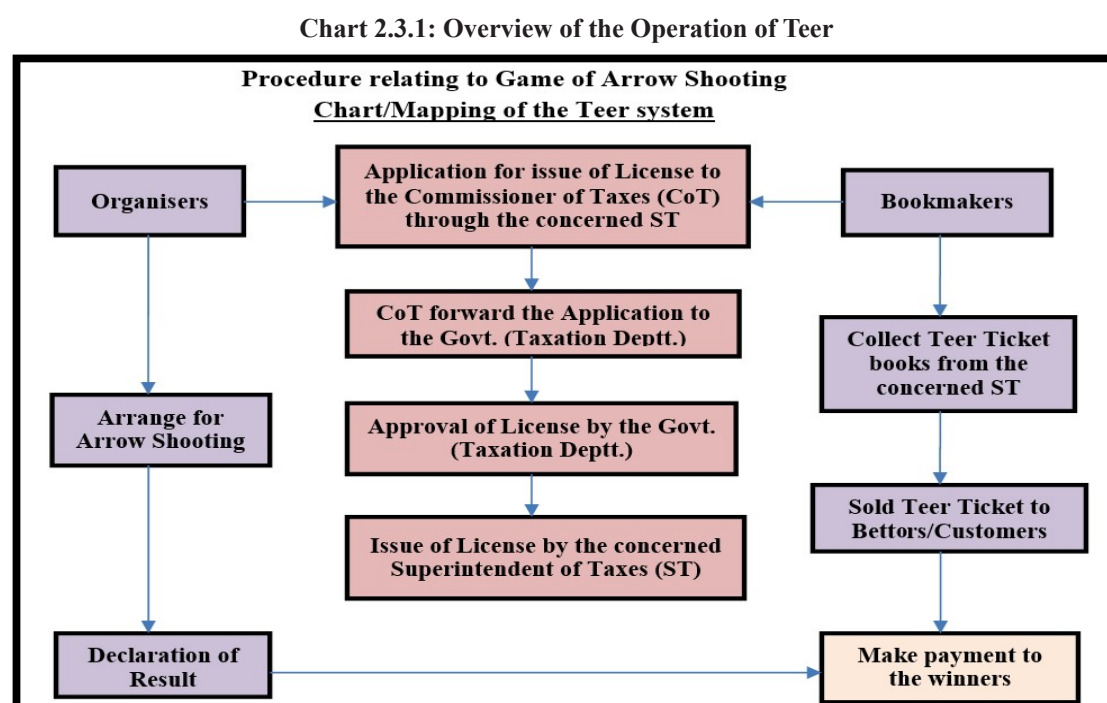 Chart 2.3.1: Overview of the Operation of Teer
Procedure relating to Game of Arrow Shooting
Chart/Mapping of the Teer system
Organisers
Application for issue of License to
the Commissioner of Taxes (CoT)
through the concerned ST
Bookmakers
CoT forward the Application to
the Govt. (Taxation Deptt.)
Collect Teer Ticket
books from the
concerned ST
Arrange for
Arrow Shooting
Approval of License by the Govt.
(Taxation Deptt.)
Sold Teer Ticket to
Bettors/Customers
Issue of License by the concerned
Superintendent of Taxes (ST)
Declaration of
Result
Make payment to
the winners